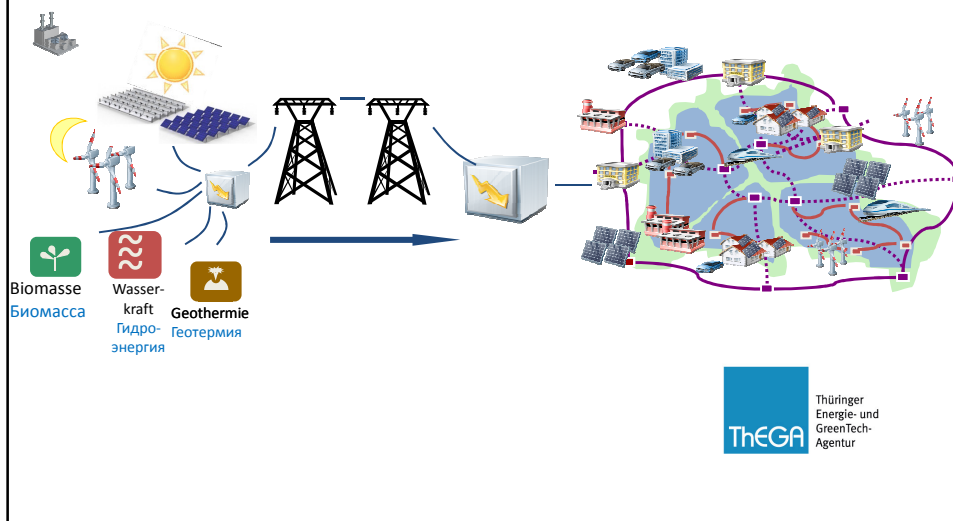 Biomasse
Биомасса
Wasser-
kraft
Гидро-
энергия
Geothermie
Геотермия
ThEGA
Thüringer
Energie- und
GreenTech-
Agentur